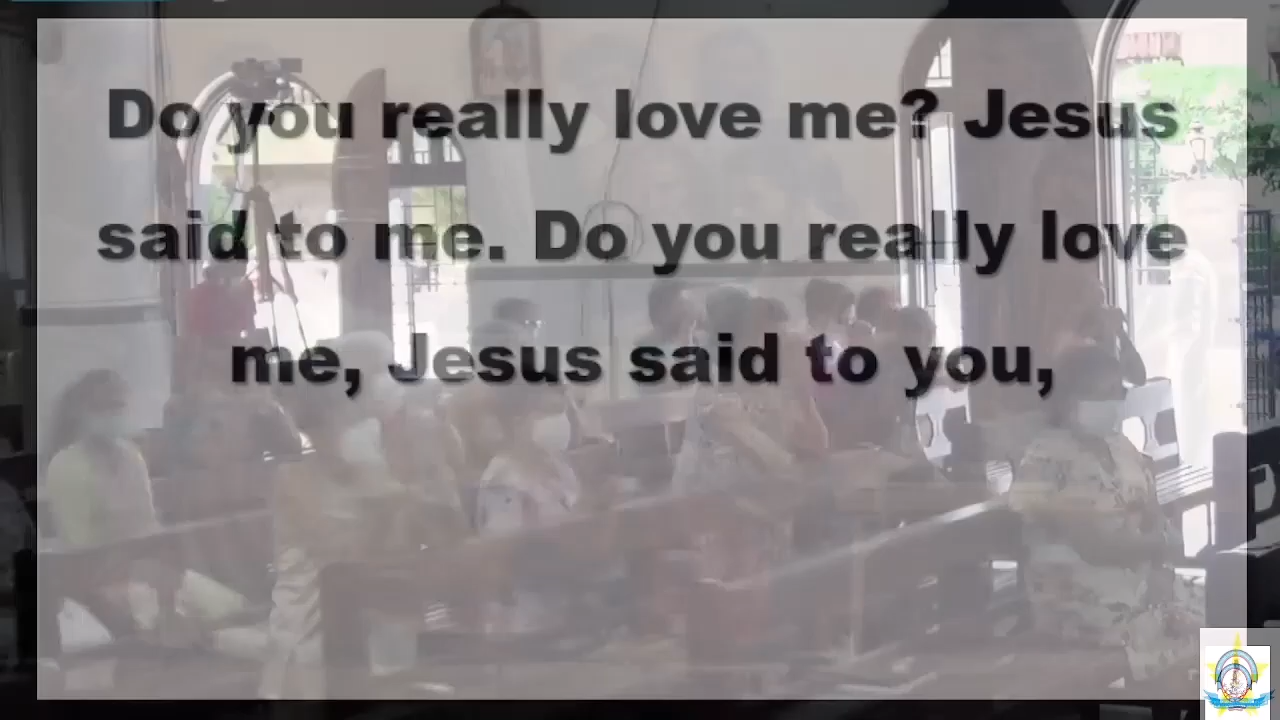 Do you really love me? Jesus
said to me. Do you really love
me, Jesus said to you,